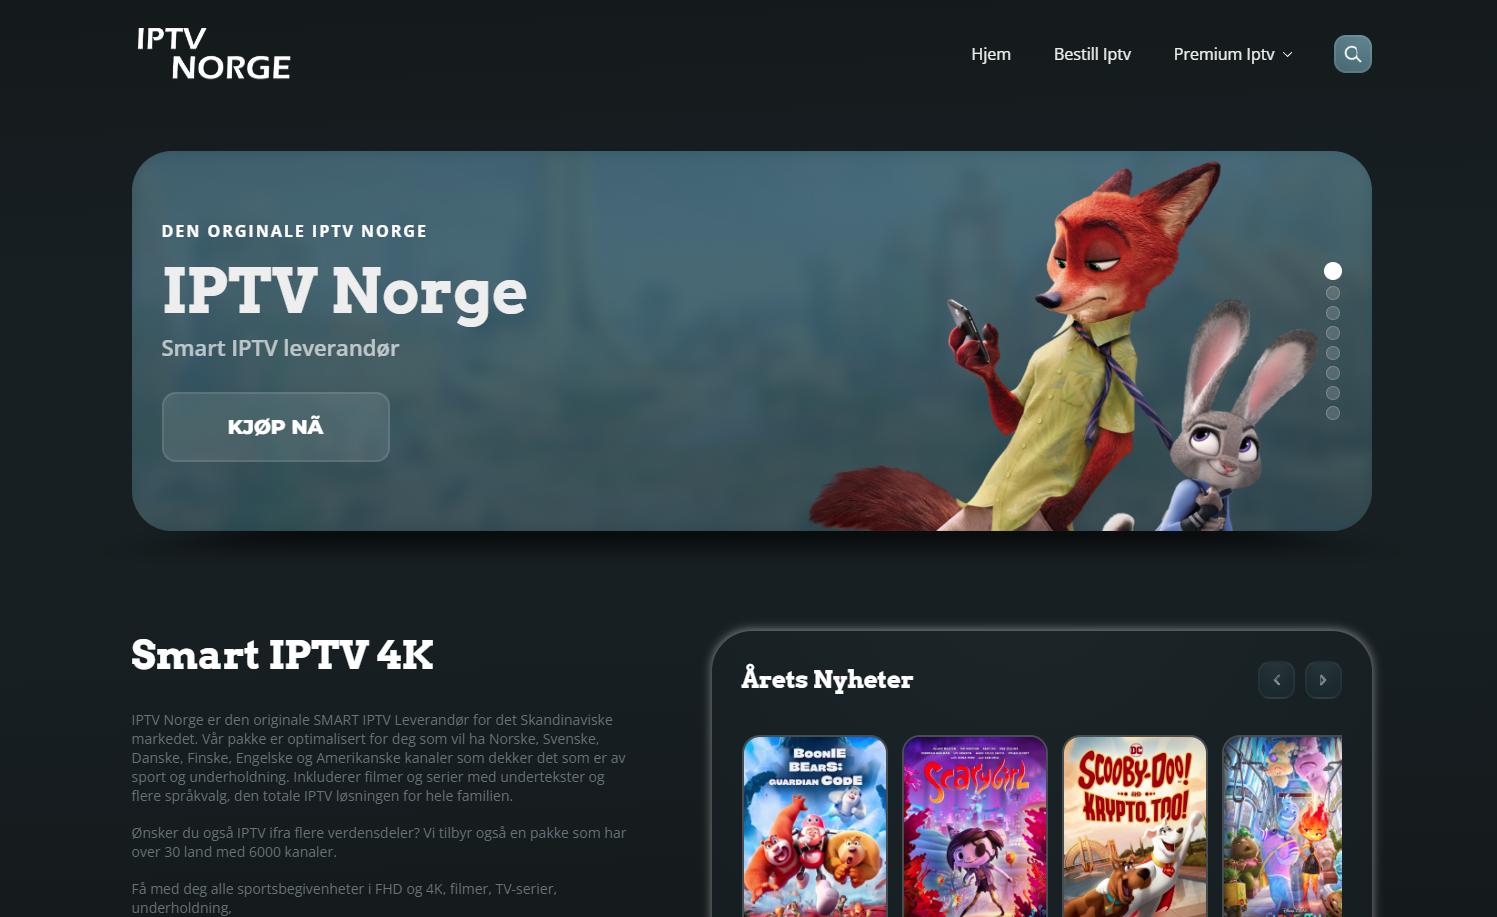 IPTV
NORGE
Hjem
Bestill Iptv
Premium Iptv
DEN ORGINALE IPTV NORGE
IPTV Norge
Smart IPTV leverandør
KJØP NÃ
Smart IPTV 4K
IPTV Norge er den originale SMART IPTV Leverandør for det Skandinaviske
markedet. Vår pakke er optimalisert for deg som vil ha Norske, Svenske,
Danske, Finske, Engelske og Amerikanske kanaler som dekker det som er av
sport og underholdning. Inkluderer filmer og serier med undertekster og
flere språkvalg, den totale IPTV løsningen for hele familien.
Ønsker du også IPTV ifra flere verdensdeler? Vi tilbyr også en pakke som har
over 30 land med 6000 kanaler.
Få med deg alle sportsbegivenheter i FHD og 4K, filmer, TV-serier,
underholdning,
Årets Nyheter
BOONIE
BEARS:
GUARDIAN CODE
SCARYGIRL
DC
SCOOBY-DOO!
AND
KRYPTO, TOO!